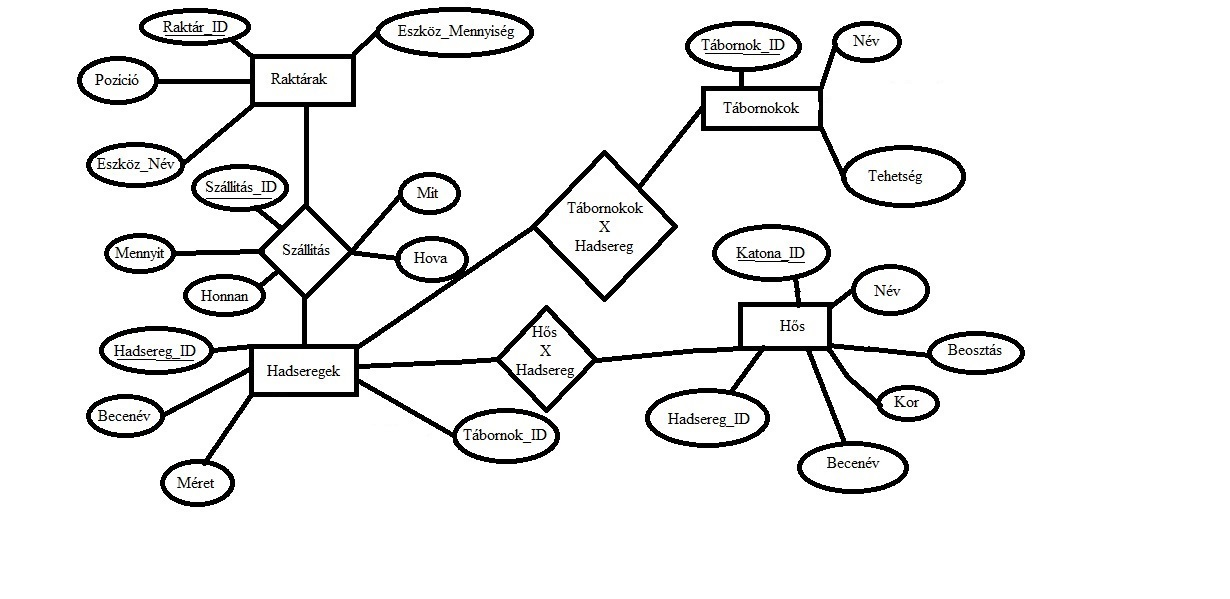 Raktár_ID
Eszköz_Mennyiség
Pozíció
Raktárak
Eszköz_Név
Tábornok_ID
Név
Tábornokok
Tehetség
Szállítás_ID
Mit
Mennyit
Szállítás
Hova
Honnan
Tábornokok
X
Hadsereg
Katona_ID
Név
Hős
Beosztás
Kor
Hadsereg_ID
Becenév
Hős
X
Hadsereg
Hadsereg_ID
Hadseregek
Becenév
Tábornok_ID
Méret